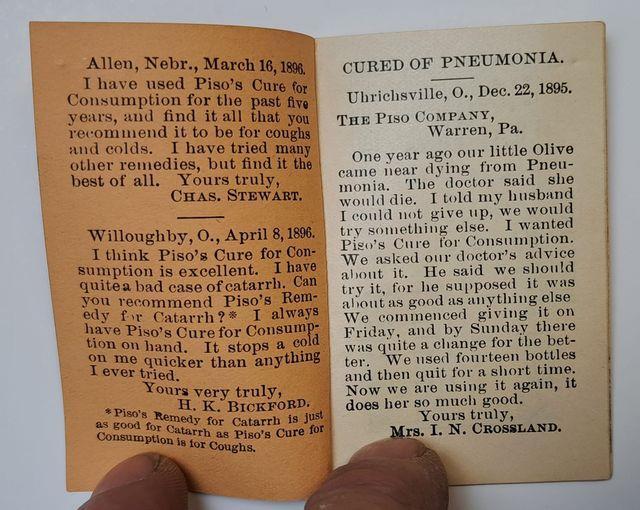 Allen, Nebr., March 16, 1896.
I have used Piso's Cure for
Consumption for the past five
years, and find it all that you
recommend it to be for coughs
and colds. I have tried many
other remedies, but find it the
best of all. Yours truly,
CHAS. STEWART.
Willoughby, O., April 8, 1896.
I think Piso's Cure for Con-
sumption is excellent. I have
quite a bad case of catarrh. Can
you recommend Piso's Rem-
edy for Catarrh?* I always
have Piso's Cure for Consump-
tion on hand. It stops a cold
on me quicker than anything
I ever tried.
Yours very truly,
H. K. BICKFORD.
*Piso's Remedy for Catarrh is just
as good for Catarrh as Piso's Cure for
Consumption is for Coughs.
CURED OF PNEUMONIA.
Uhrichsville, O., Dec. 22, 1895.
THE PISO COMPANY,
Warren, Pa.
One year ago our little Olive
came near dying from Pneu-
monia. The doctor said she
would die. I told my husband
I could not give up, we would
try something else. I wanted
Piso's Cure for Consumption.
We asked our doctor's advice
about it. He said we should
try it, for he supposed it was
about as good as anything else
We commenced giving it on
Friday, and by Sunday there
was quite a change for the bet-
ter. We used fourteen bottles
and then quit for a short time.
Now we are using it again, it
does her so much good.
Yours truly,
Mrs. I. N. CROSSLAND.